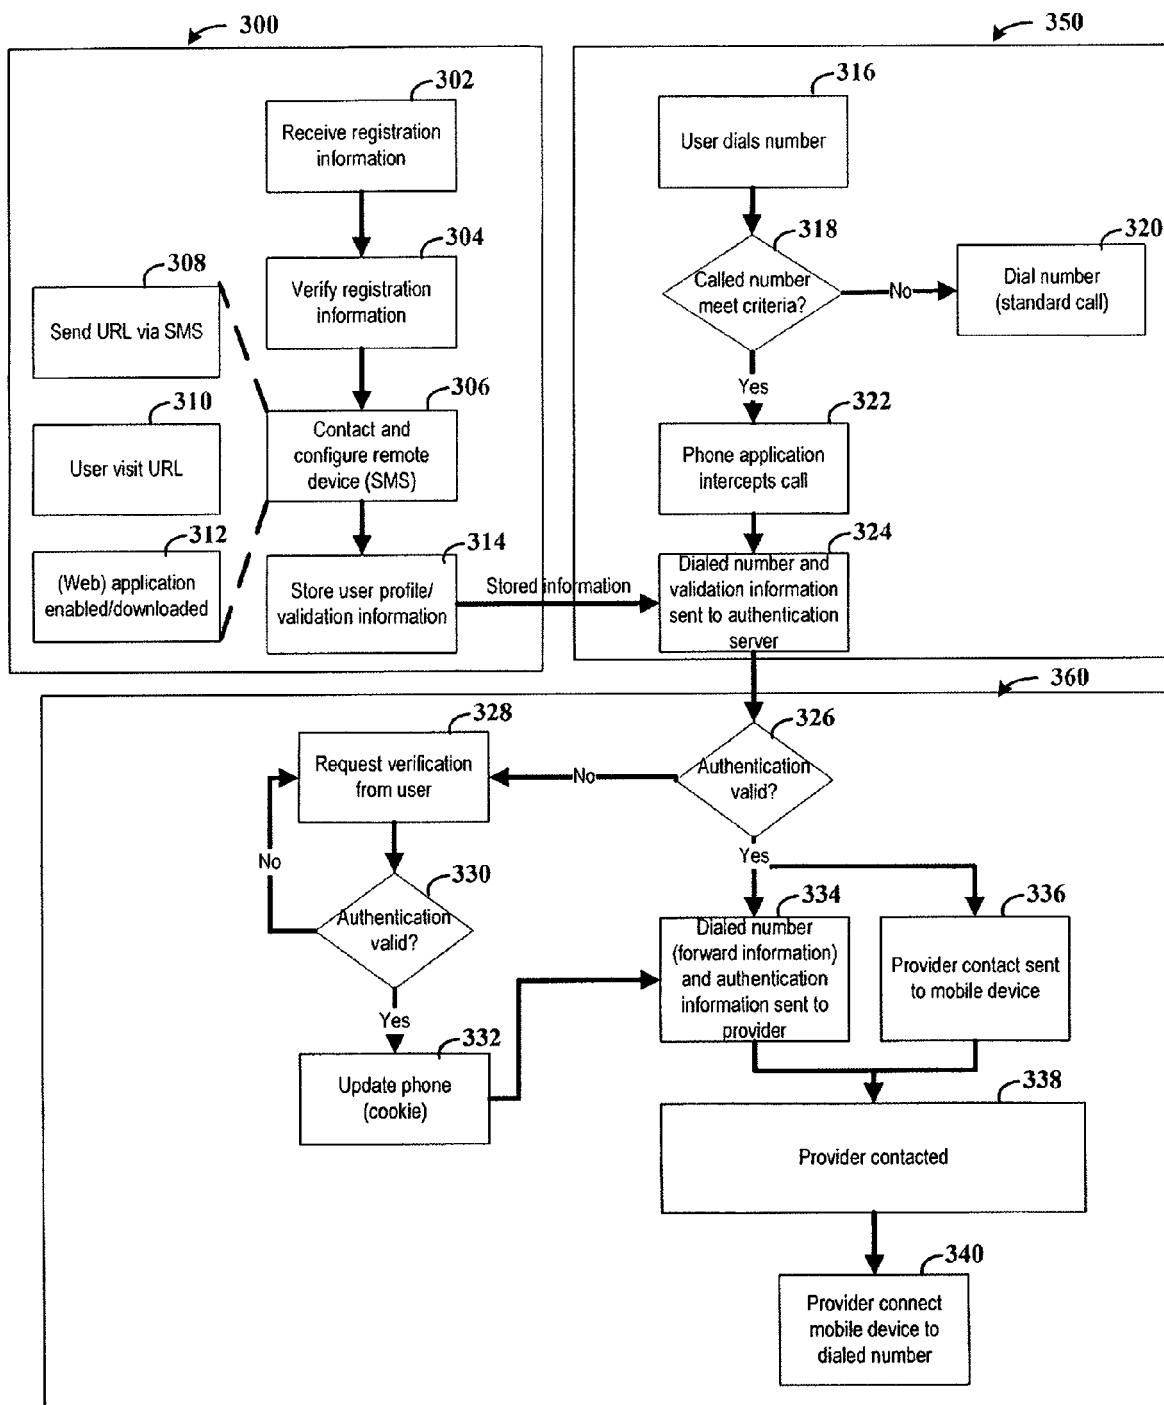 300
302
Receive registration
information
304
Verify registration
information
308
Send URL via SMS
306
Contact and
configure remote
device (SMS)
310
User visit URL
312
(Web) application
enabled/downloaded
314
Store user profile/
validation information
Stored information
350
316
User dials number
318
Called number
meet criteria?
No
320
Dial number
(standard call)
Yes
322
Phone application
intercepts call
324
Dialed number and
validation information
sent to authentication
server
360
326
Authentication
valid?
No
328
Request verification
from user
No
330
Authentication
valid?
Yes
332
Update phone
(cookie)
Yes
334
Dialed number
(forward information)
and authentication
information sent to
provider
336
Provider contact sent
to mobile device
338
Provider contacted
340
Provider connect
mobile device to
dialed number